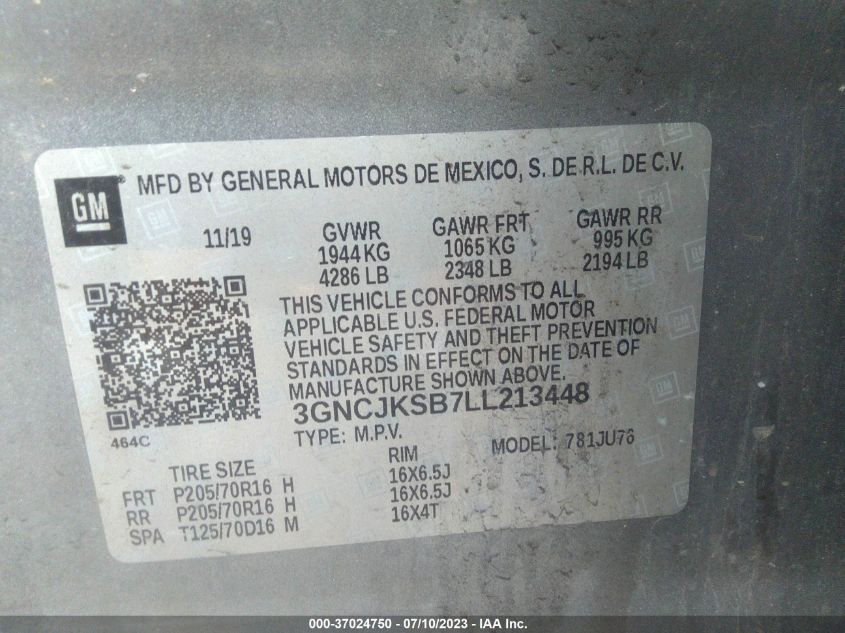 GM ®
MFD BY GENERAL MOTORS DE MEXICO, S. DE R.L. DE C.V.
11/19 GVWR GAWR FRT GAWR RR
1944 KG 1065 KG 995 KG
4286 LB 2348 LB 2194 LB
THIS VEHICLE CONFORMS TO ALL
APPLICABLE U.S. FEDERAL MOTOR
VEHICLE SAFETY AND THEFT PREVENTION
STANDARDS IN EFFECT ON THE DATE OF
MANUFACTURE SHOWN ABOVE.
3GNCJKSB7LL213448
464C
TYPE: M.P.V. MODEL: 781JU76
TIRE SIZE RIM
FRT P205/70R16 H 16X6.5J
RR P205/70R16 H 16X6.5J
SPA T125/70D16 M 16X4T
000-37024750 - 07/10/2023 - IAA Inc.